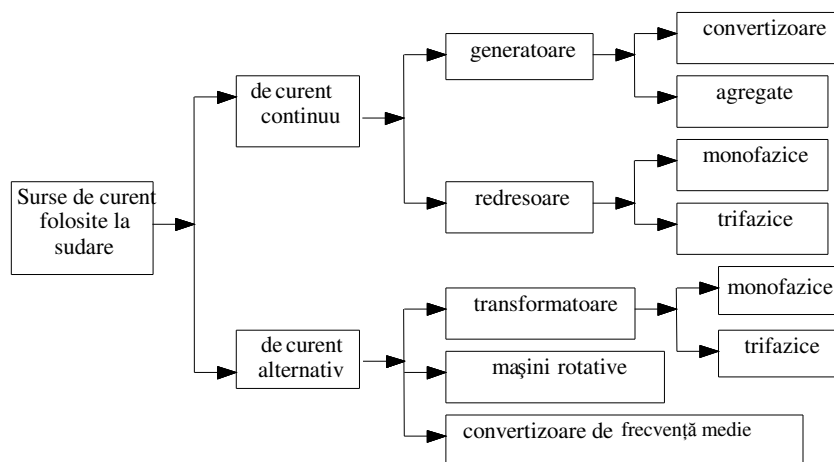 Surse de curent
folosite la
sudare
de curent
continuu
generatoare
convertizoare
agregate
redresoare
monofazice
trifazice
de curent
alternativ
transformatoare
monofazice
trifazice
mașini rotative
convertizoare de frecvență medie